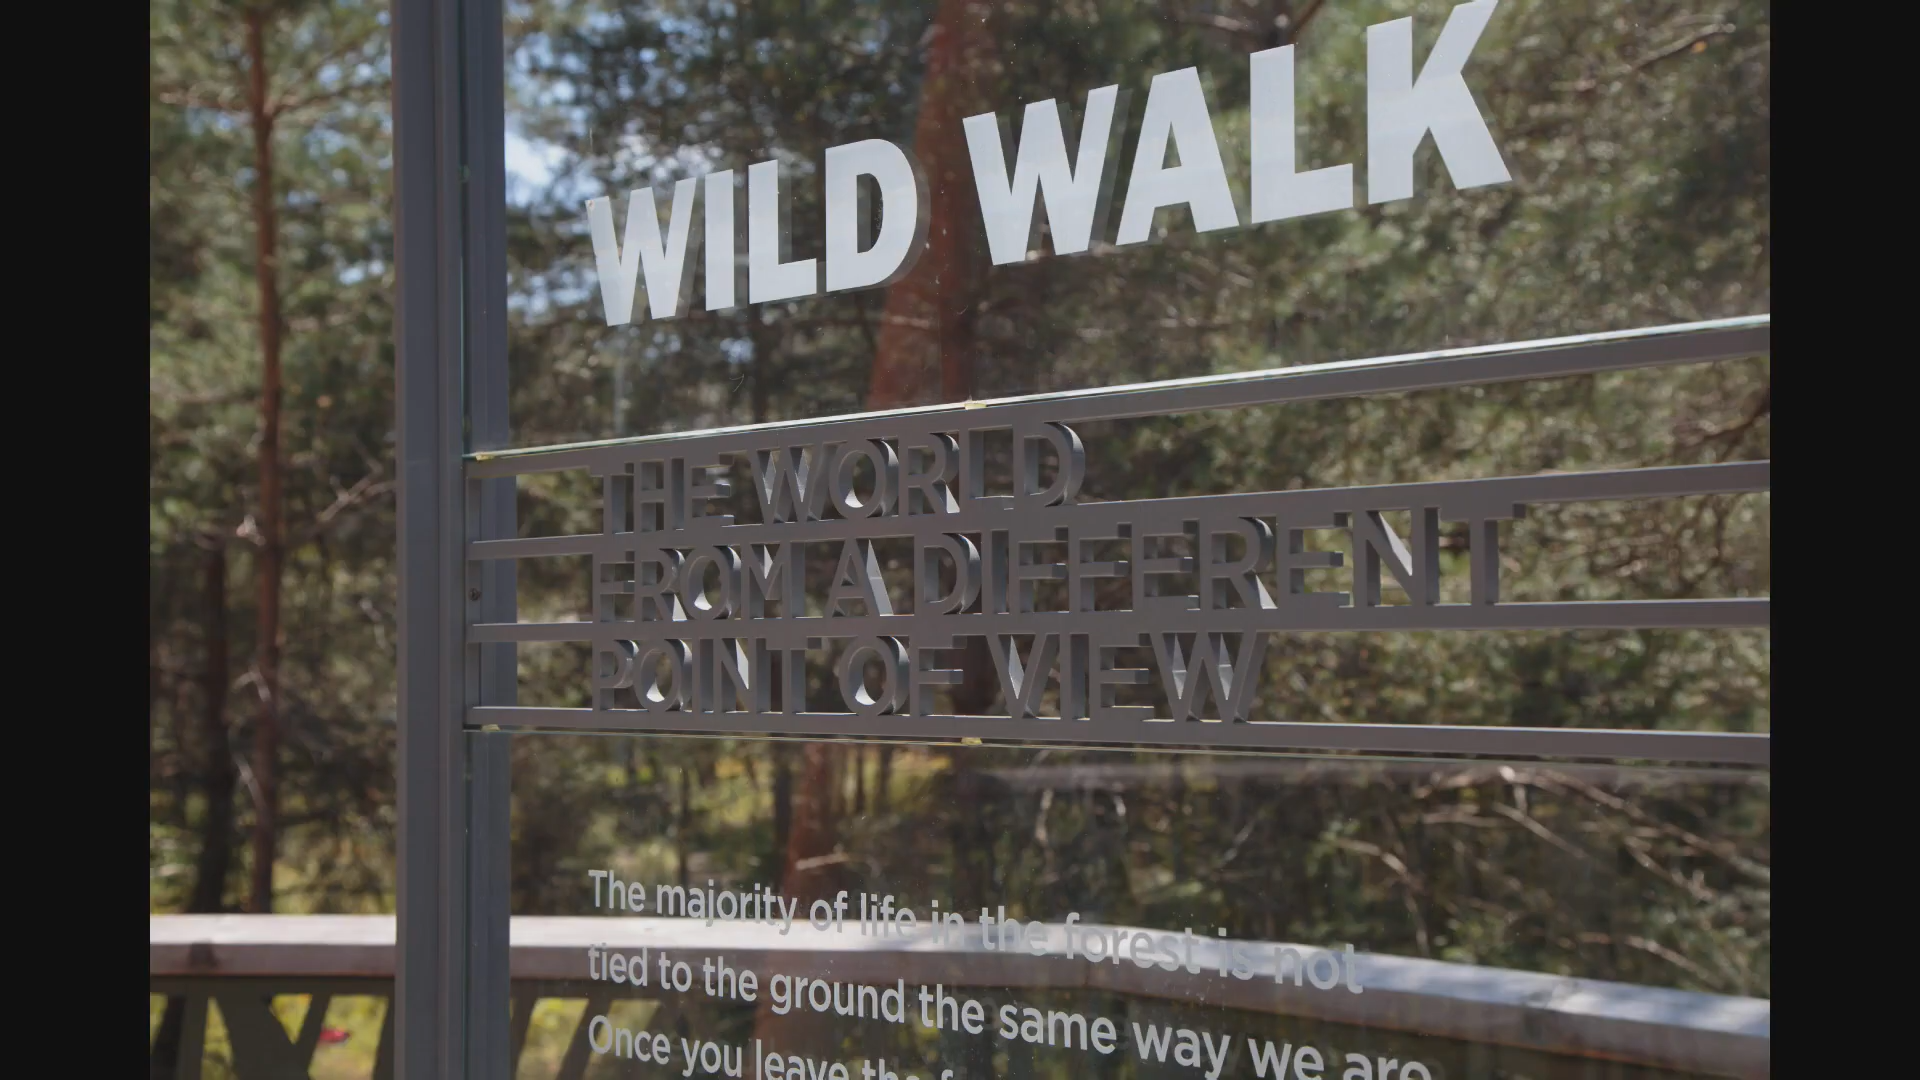 WILD WALK
THE WORLD
FROM A DIFFERENT
POINT OF VIEW
The majority of life in the forest is not
tied to the ground the same way we are
Once you leave the